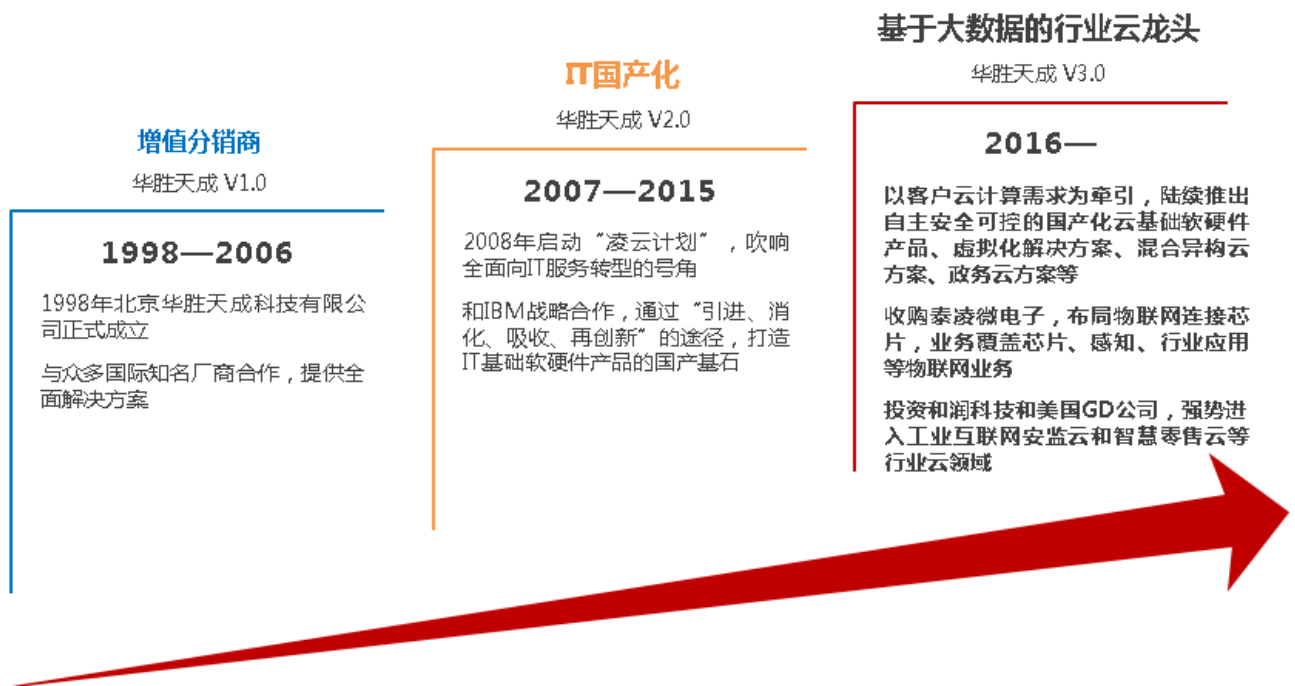 增值分销商
华胜天成 V1.0
1998—2006
1998年北京华胜天成科技有限公
司正式成立
与众多国际知名厂商合作，提供全
面解决方案
IT国产化
华胜天成 V2.0
2007—2015
2008年启动“凌云计划”，吹响
全面向IT服务转型的号角
和IBM战略合作，通过“引进、消
化、吸收、再创新”的途径，打造
IT基础软硬件产品的国产基石
基于大数据的行业云龙头
华胜天成 V3.0
2016—
以客户云计算需求为牵引，陆续推出
自主安全可控的国产化云基础软硬件
产品、虚拟化解决方案、混合异构云
方案、政务云方案等
收购泰凌微电子，布局物联网连接芯
片，业务覆盖芯片、感知、行业应用
等物联网业务
投资和润科技和美国GD公司，强势进
入工业互联网安监云和智慧零售云等
行业云领域